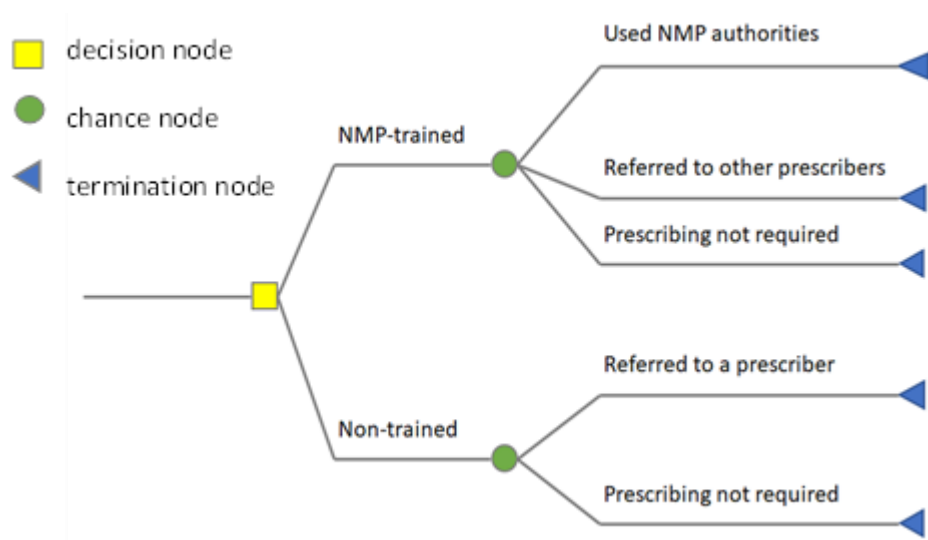 decision node
chance node
termination node
Used NMP authorities
NMP-trained
Referred to other prescribers
Prescribing not required
Referred to a prescriber
Non-trained
Prescribing not required